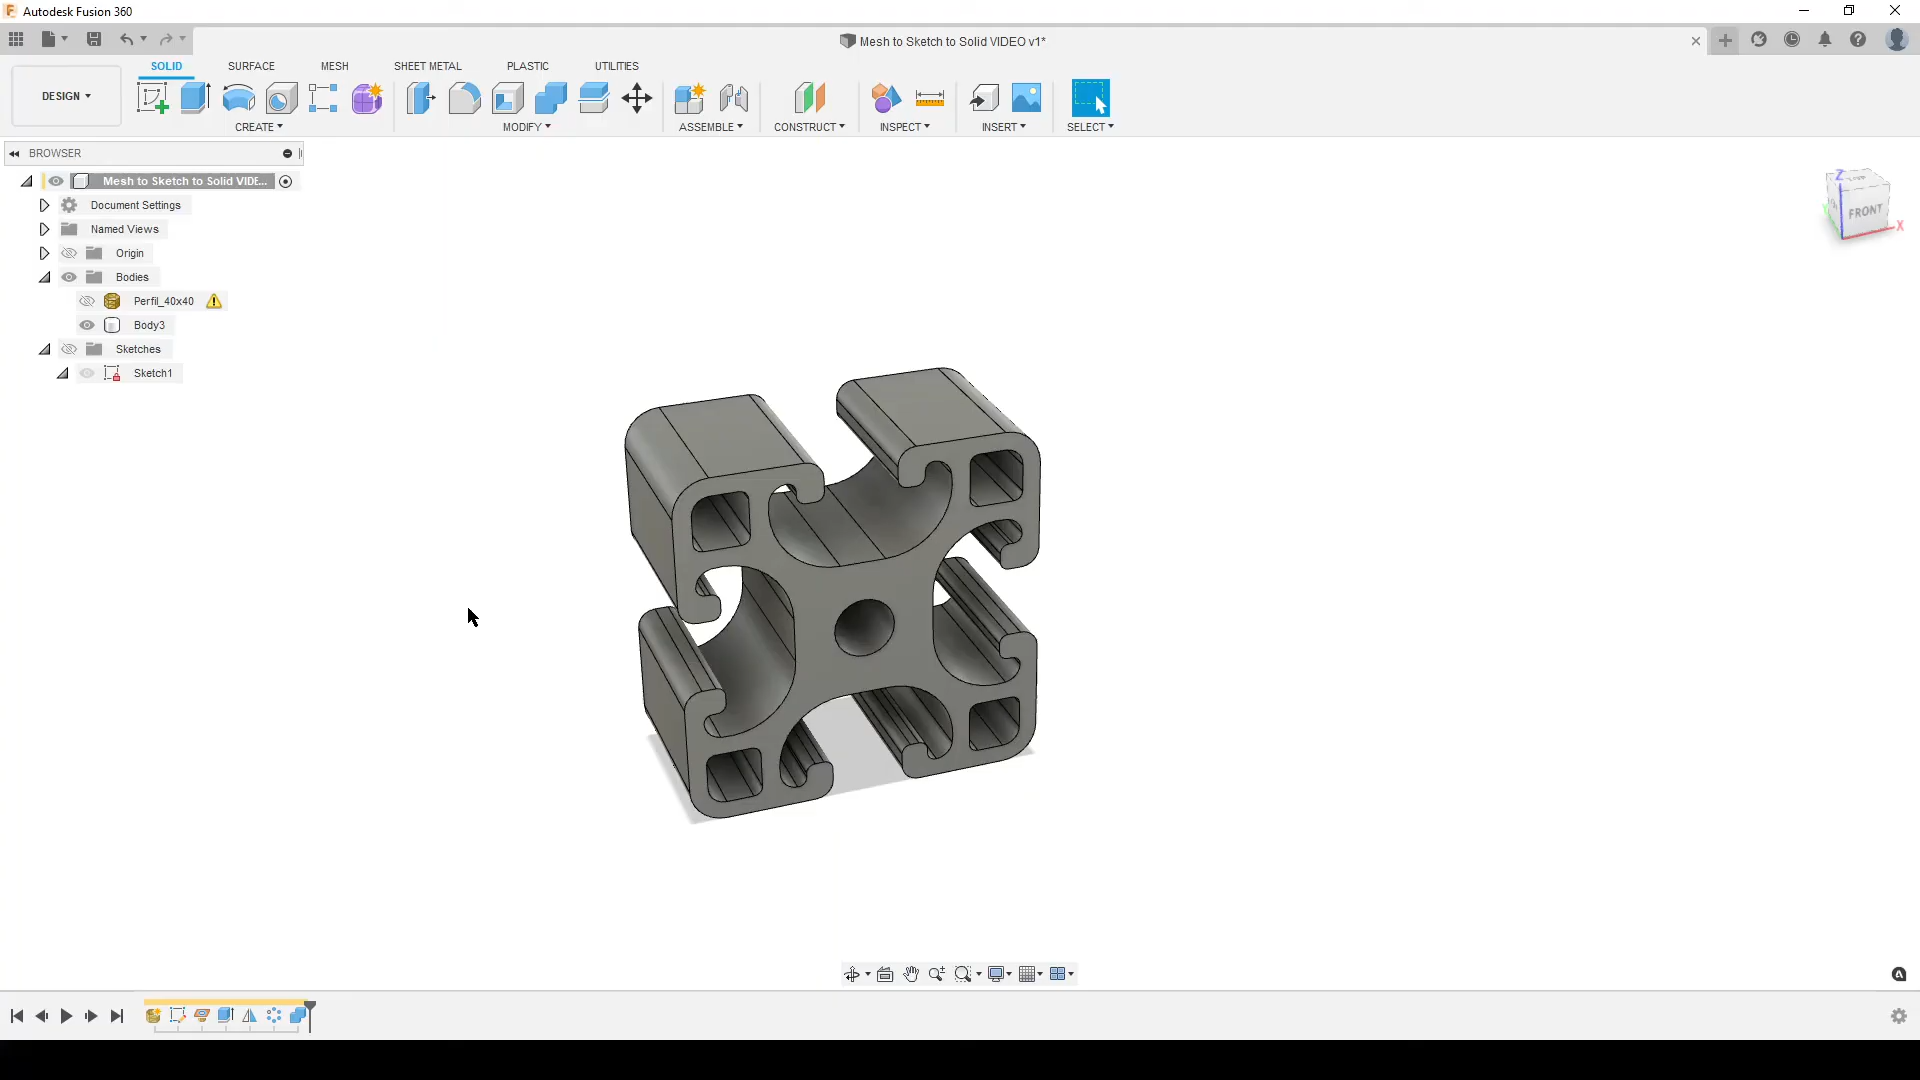 Autodesk Fusion 360
Mesh to Sketch to Solid VIDEO v1*
DESIGN
SOLID SURFACE MESH SHEET METAL PLASTIC UTILITIES
CREATE MODIFY ASSEMBLE CONSTRUCT INSPECT INSERT SELECT
BROWSER
Mesh to Sketch to Solid VIDE...
Document Settings
Named Views
Origin
Bodies
Perfil_40x40
Body3
Sketches
Sketch1
Z
FRONT
X